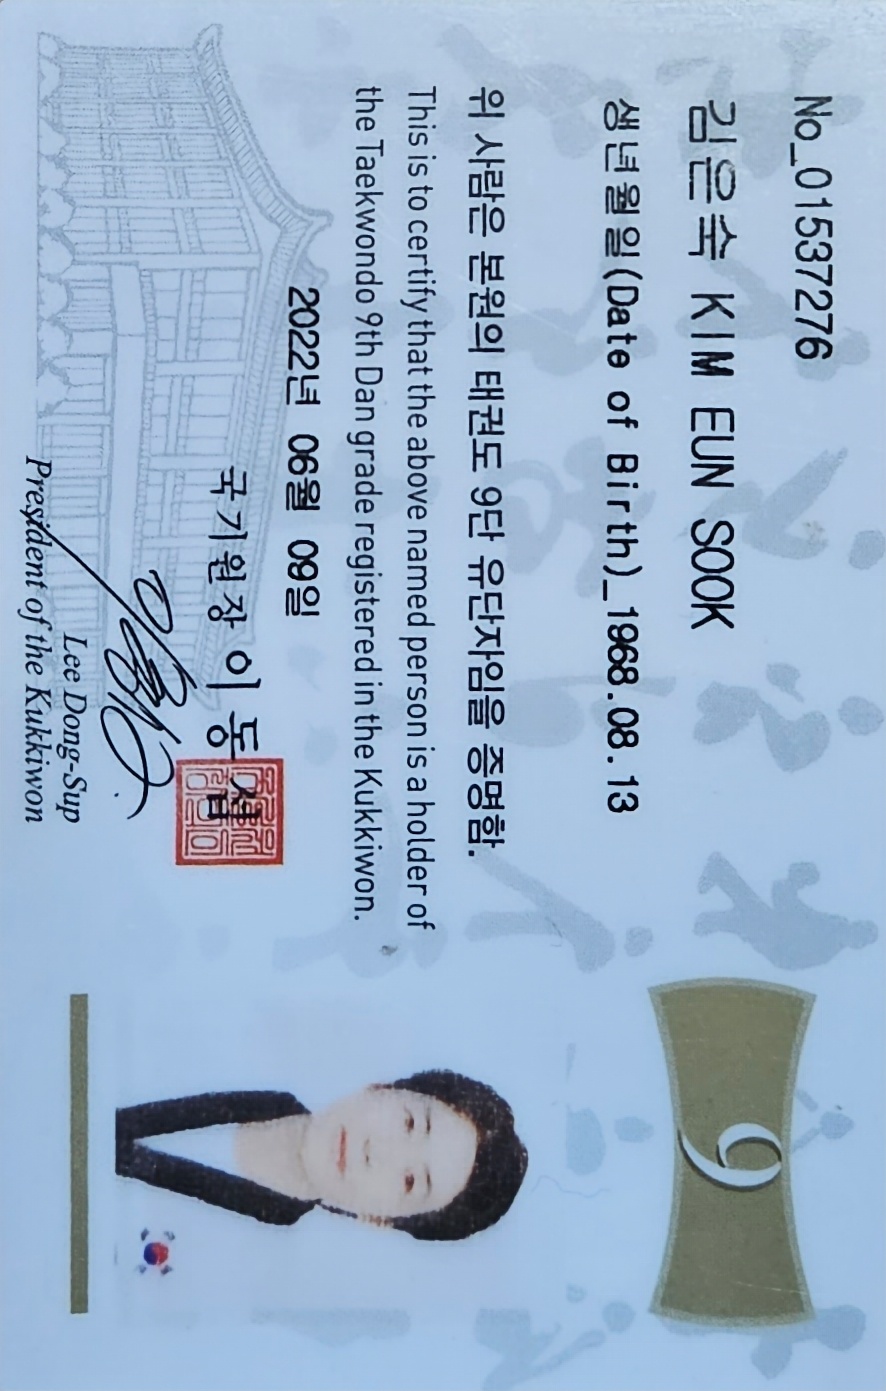 No_01537276
김은숙 KIM EUN SOOK
생년월일(Date of Birth)_1968.08.13
위 사람은 본원의 태권도 9단 유단자임을 증명함.
This is to certify that the above named person is a holder of
the Taekwondo 9th Dan grade registered in the Kukkiwon.
2022년 06월 09일
국기원장 이동섭
Lee Dong-Sup
President of the Kukkiwon
9